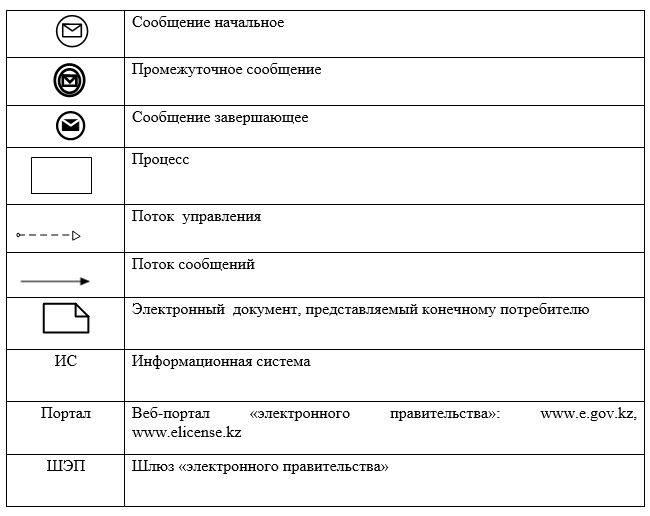 Сообщение начальное
Промежуточное сообщение
Сообщение завершающее
Процесс
Поток управления
Поток сообщений
Электронный документ, представляемый конечному потребителю
ИС Информационная система
Портал Веб-портал «электронного правительства»: www.e.gov.kz,
www.elicense.kz
ШЭП Шлюз «электронного правительства»